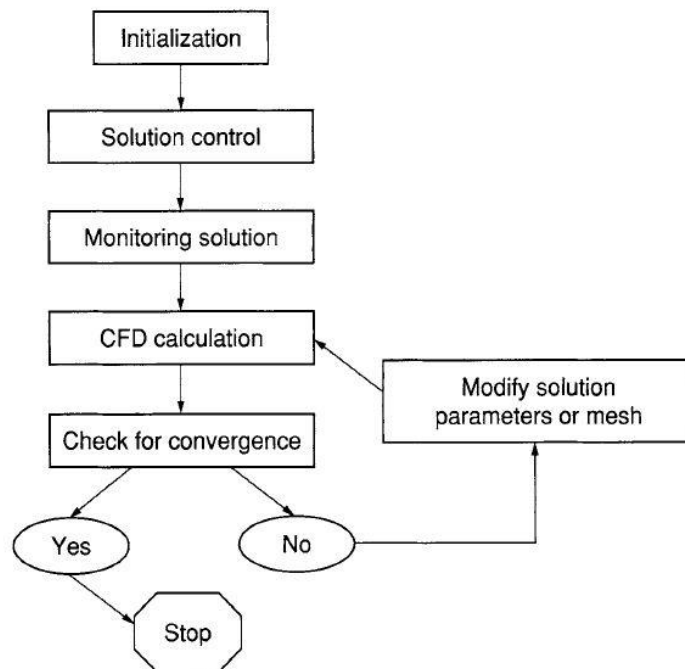 Initialization
Solution control
Monitoring solution
CFD calculation
Modify solution
parameters or mesh
Check for convergence
Yes
No
Stop